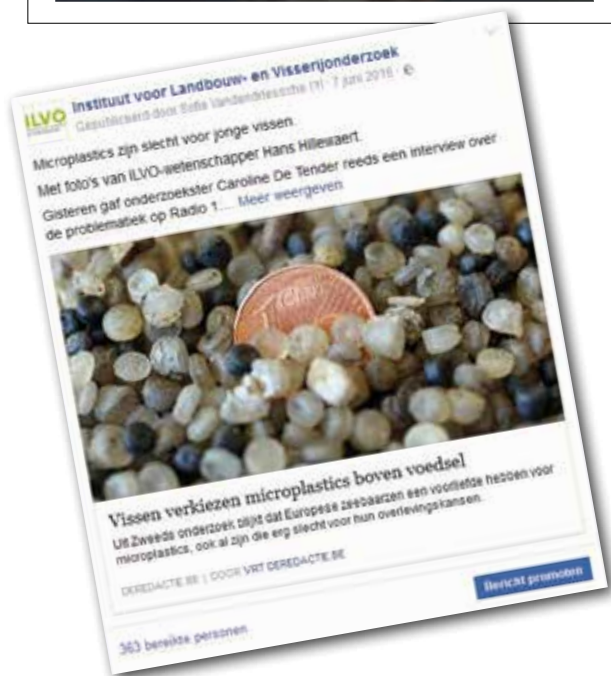 ILVO
Instituut voor Landbouw- en Visserijonderzoek
Gepubliceerd door Sofie Vandendriessche [?] · 7 juni 2016 ·
Microplastics zijn slecht voor jonge vissen.
Met foto's van ILVO-wetenschapper Hans Hillewaert.
Gisteren gaf onderzoekster Caroline De Tender reeds een interview over
de problematiek op Radio 1.... Meer weergeven
Vissen verkiezen microplastics boven voedsel
Uit Zweeds onderzoek blijkt dat Europese zeebaarzen een voorliefde hebben voor
microplastics, ook al zijn die erg slecht voor hun overlevingskansen.
DEREDACTIE.BE | DOOR VRT DEREDACTIE.BE
363 bereikte personen
Bericht promoten